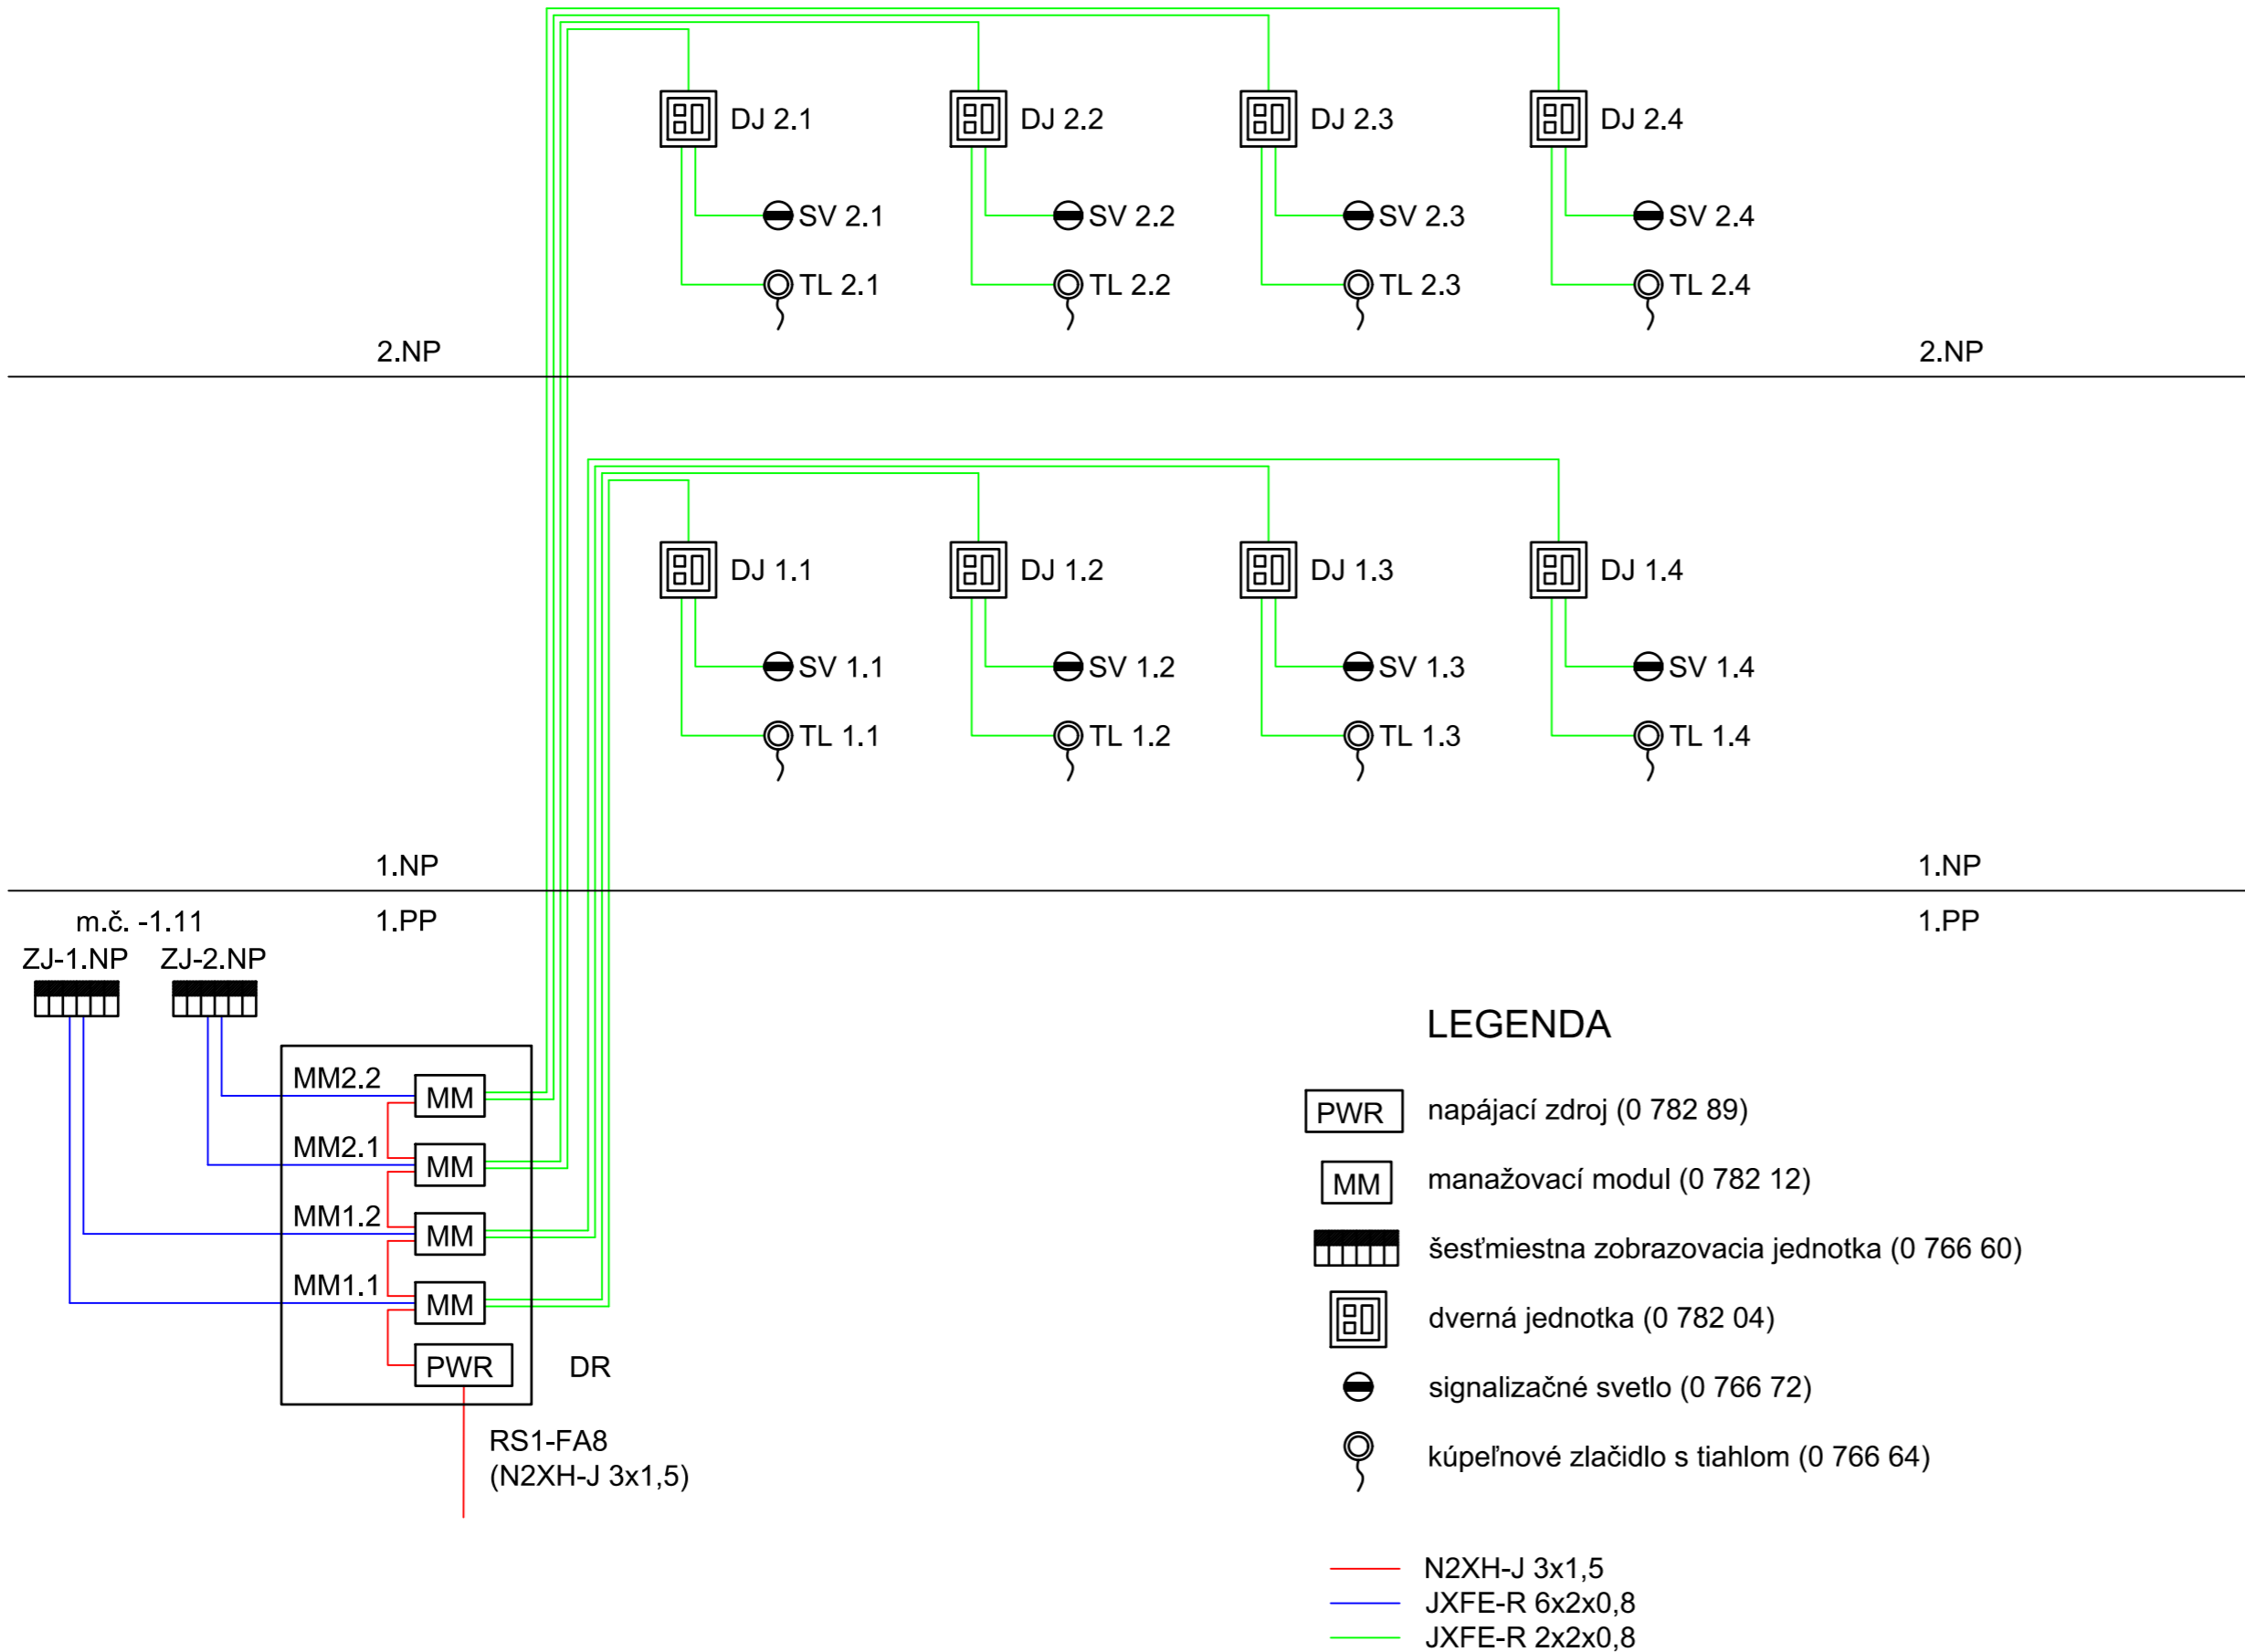 DJ 2.1
DJ 2.2
DJ 2.3
DJ 2.4
SV 2.1
SV 2.2
SV 2.3
SV 2.4
TL 2.1
TL 2.2
TL 2.3
TL 2.4
2.NP
2.NP
DJ 1.1
DJ 1.2
DJ 1.3
DJ 1.4
SV 1.1
SV 1.2
SV 1.3
SV 1.4
TL 1.1
TL 1.2
TL 1.3
TL 1.4
1.NP
1.NP
m.č. -1.11
1.PP
1.PP
ZJ-1.NP
ZJ-2.NP
MM2.2
MM
MM2.1
MM
MM1.2
MM
MM1.1
MM
PWR
DR
RS1-FA8
(N2XH-J 3x1,5)
LEGENDA
PWR napájací zdroj (0 782 89)
MM manažovací modul (0 782 12)
šesťmiestna zobrazovacia jednotka (0 766 60)
dverná jednotka (0 782 04)
signalizačné svetlo (0 766 72)
kúpeľnové zlačidlo s tiahlom (0 766 64)
N2XH-J 3x1,5
JXFE-R 6x2x0,8
JXFE-R 2x2x0,8